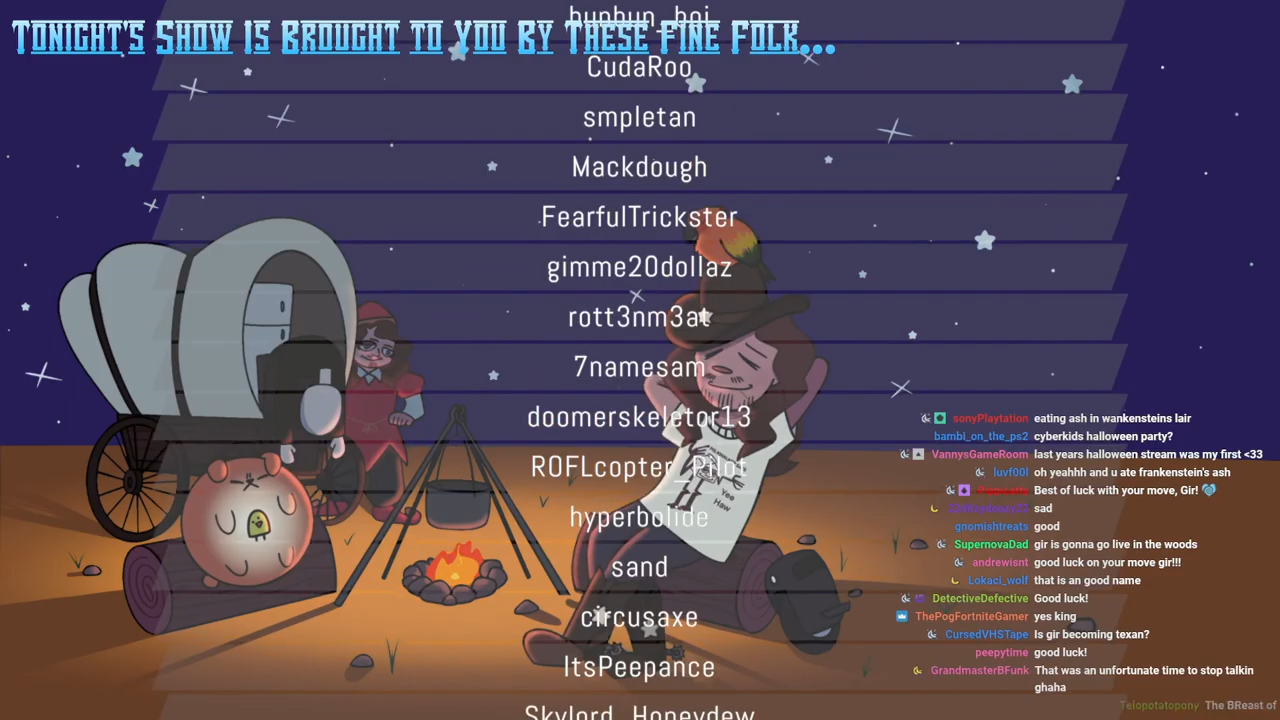 bunbun_boi
Tonight's Show Is Brought to You By These Fine Folk...
CudaRoo
smpletan
Mackdough
FearfulTrickster
gimme20dollaz
rott3nm3at
7namesam
doomerskeletor13
ROFLcopter_Pilot
hyperbolide
sand
circusaxe
ItsPeepance
Skylord_Honeydew
Yee
Haw
sonyPlaytation eating ash in wankensteins lair
bambl_on_the_ps2 cyberkids halloween party?
VannysGameRoom last years halloween stream was my first <33
luvf00l oh yeahhh and u ate frankenstein's ash
Best of luck with your move, Gir! 🩵
sad
gnomishtreats good
SupernovaDad gir is gonna go live in the woods
andrewisnt good luck on your move gir!!!
Lokaci_wolf that is an good name
DetectiveDefective Good luck!
ThePogFortniteGamer yes king
CursedVHSTape Is gir becoming texan?
peepytime good luck!
GrandmasterBFunk That was an unfortunate time to stop talkin
ghaha
Telopotatopony The BReast of